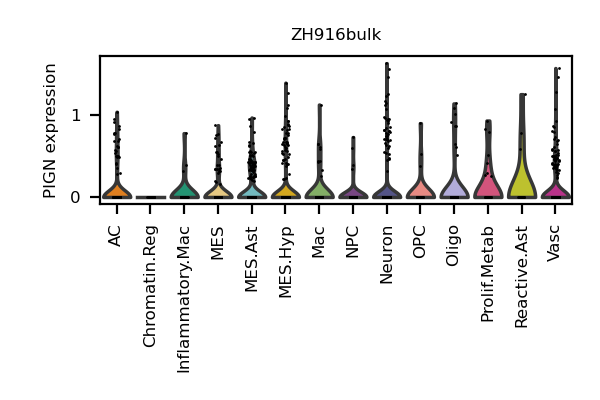 ZH916bulk
PIGN expression
1
0
AC
Chromatin.Reg
Inflammatory.Mac
MES
MES.Ast
MES.Hyp
Mac
NPC
Neuron
OPC
Oligo
Prolif.Metab
Reactive.Ast
Vasc